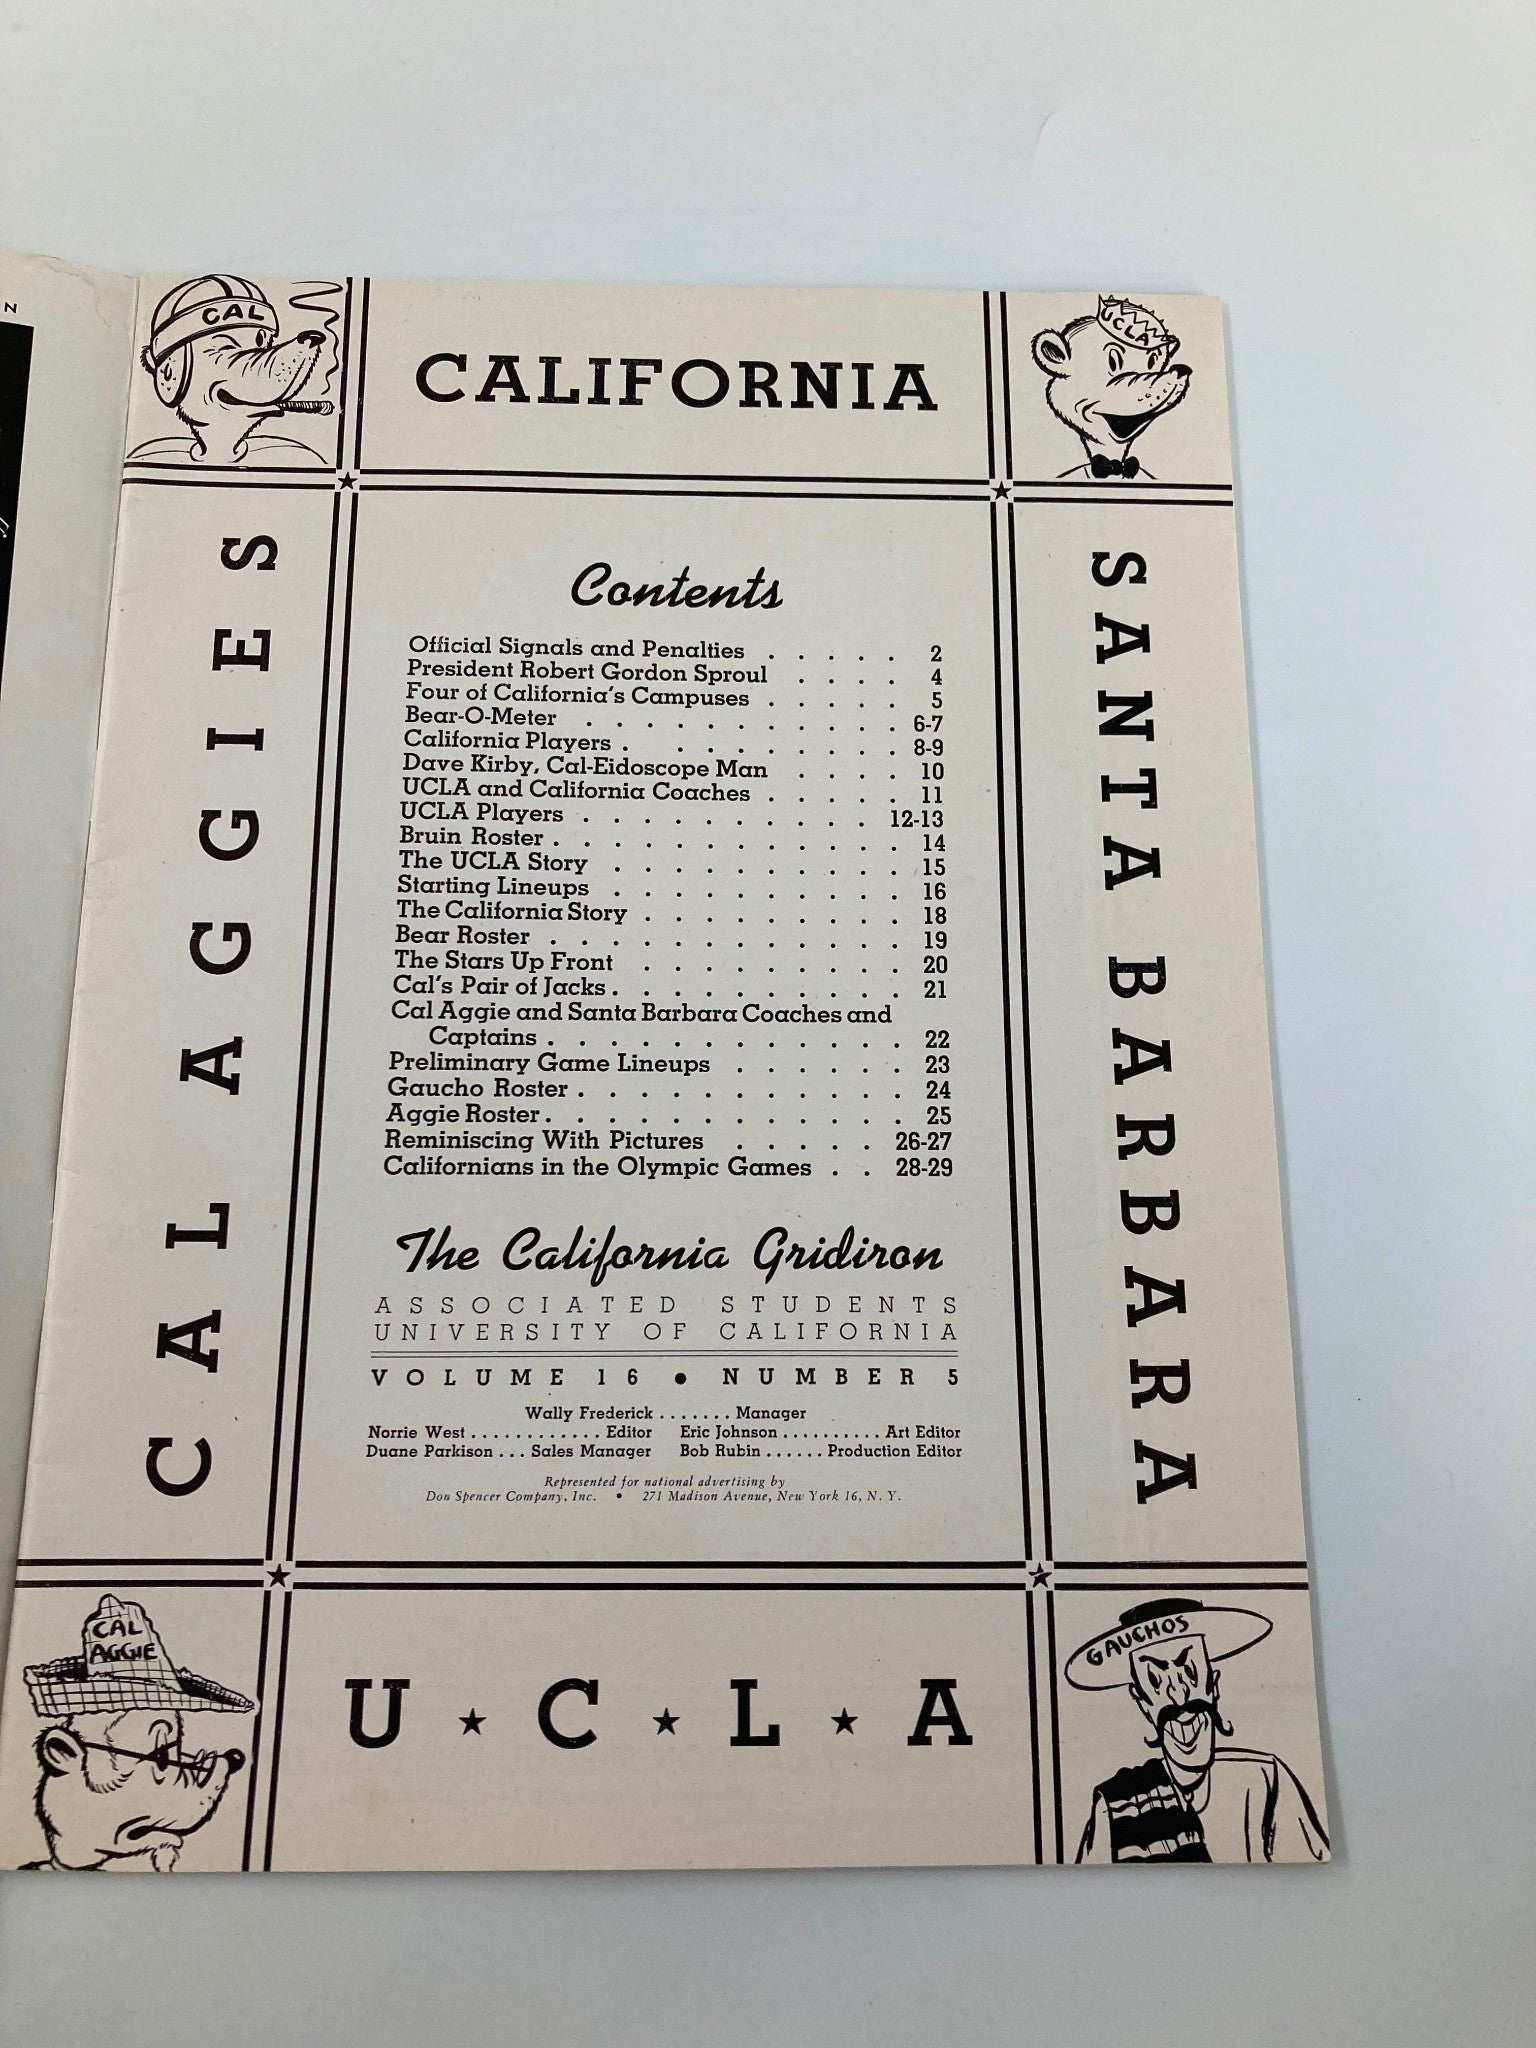 N
CAL
CALIFORNIA
UCLA
CAL AGGIES
SANTA BARBARA
Contents
Official Signals and Penalties . . . . . 2
President Robert Gordon Sproul . . . . 4
Four of California's Campuses . . . . . 5
Bear-O-Meter . . . . . . . . . . . 6-7
California Players . . . . . . . . . 8-9
Dave Kirby, Cal-Eidoscope Man . . . . 10
UCLA and California Coaches . . . . . 11
UCLA Players . . . . . . . . . . 12-13
Bruin Roster . . . . . . . . . . . . 14
The UCLA Story . . . . . . . . . . 15
Starting Lineups . . . . . . . . . . 16
The California Story . . . . . . . . . 18
Bear Roster . . . . . . . . . . . . 19
The Stars Up Front . . . . . . . . . 20
Cal's Pair of Jacks . . . . . . . . . . 21
Cal Aggie and Santa Barbara Coaches and
Captains . . . . . . . . . . . . 22
Preliminary Game Lineups . . . . . . 23
Gaucho Roster . . . . . . . . . . . 24
Aggie Roster . . . . . . . . . . . . 25
Reminiscing With Pictures . . . . . 26-27
Californians in the Olympic Games . . 28-29
The California Gridiron
ASSOCIATED STUDENTS
UNIVERSITY OF CALIFORNIA
VOLUME 16 • NUMBER 5
Wally Frederick . . . . . . . Manager
Norrie West . . . . . . . . . . . . Editor Eric Johnson . . . . . . . . . . Art Editor
Duane Parkison . . . Sales Manager Bob Rubin . . . . . . Production Editor
Represented for national advertising by
Don Spencer Company, Inc. • 271 Madison Avenue, New York 16, N. Y.
CAL
AGGIE
U★C★L★A
GAUCHOS